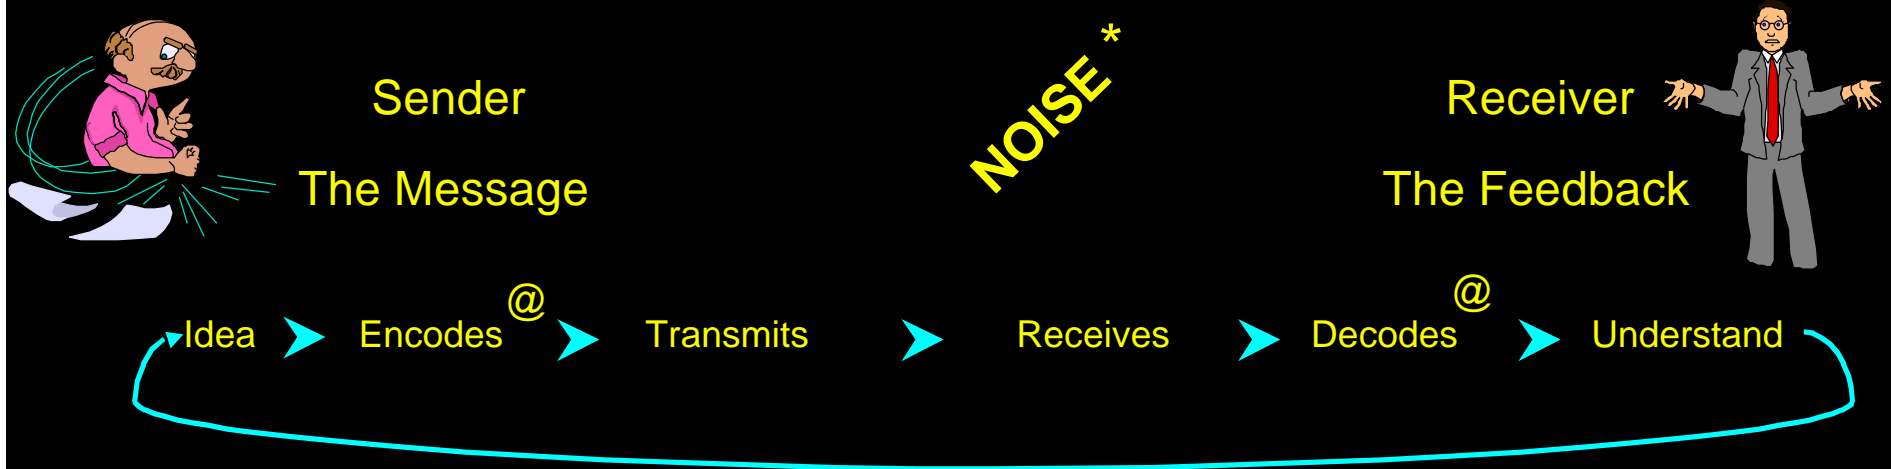 Sender
NOISE *
Receiver
The Message
The Feedback
Idea Encodes @ Transmits Receives Decodes @ Understand